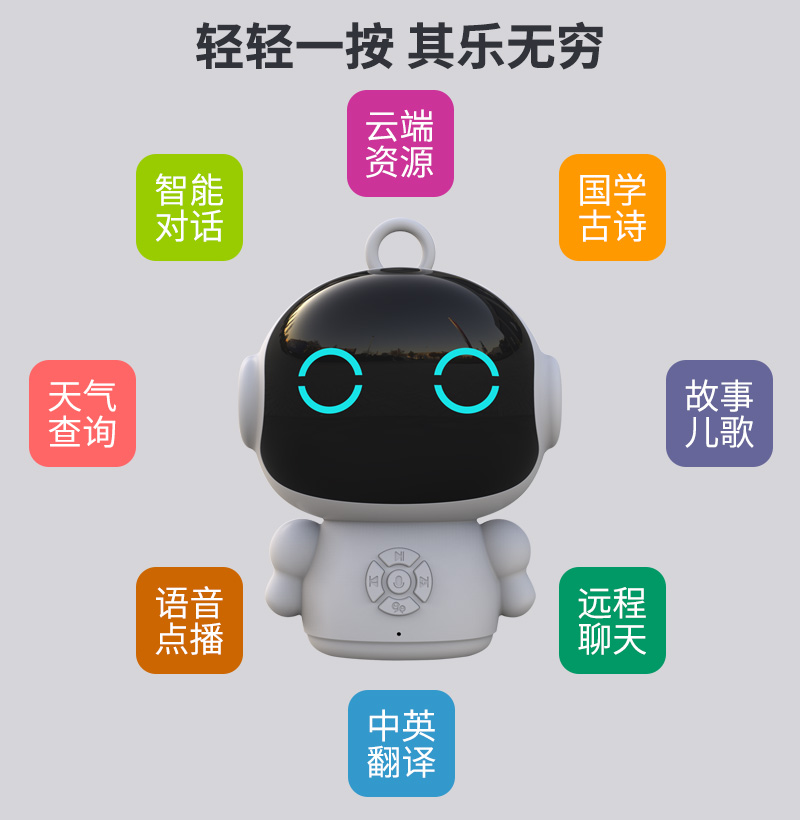 轻轻一按 其乐无穷
云端
资源
智能
对话
国学
古诗
天气
查询
故事
儿歌
语音
点播
远程
聊天
中英
翻译